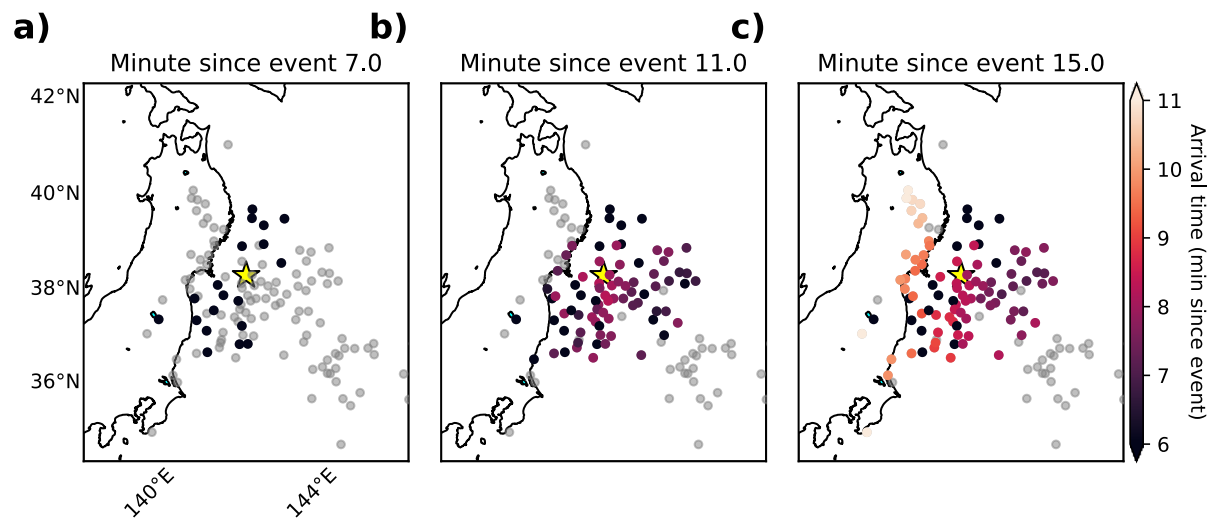 a)
b)
c)
Minute since event 7.0
Minute since event 11.0
Minute since event 15.0
42°N
40°N
38°N
36°N
140°E
144°E
11
10
9
8
7
6
Arrival time (min since event)